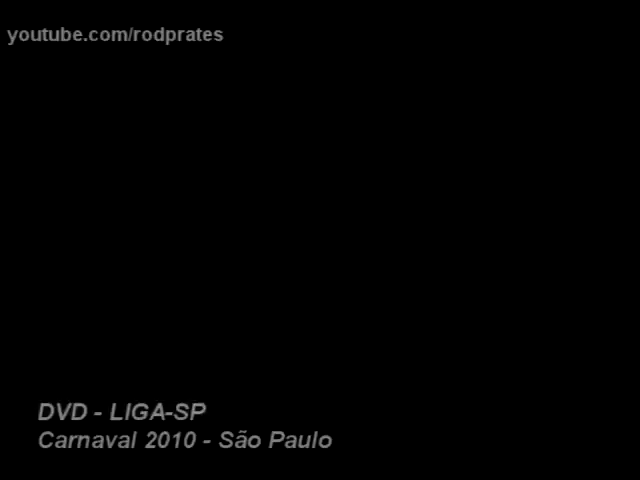 youtube.com/rodprates
DVD - LIGA-SP
Carnaval 2010 - São Paulo